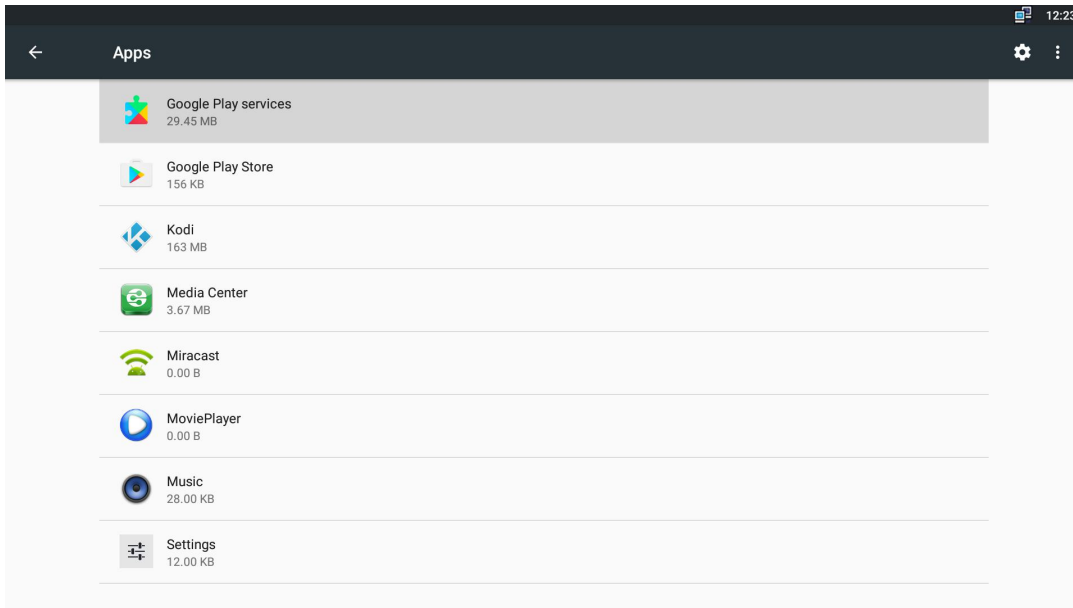 12:23
Apps
Google Play services
29.45 MB
Google Play Store
156 KB
Kodi
163 MB
Media Center
3.67 MB
Miracast
0.00 B
MoviePlayer
0.00 B
Music
28.00 KB
Settings
12.00 KB